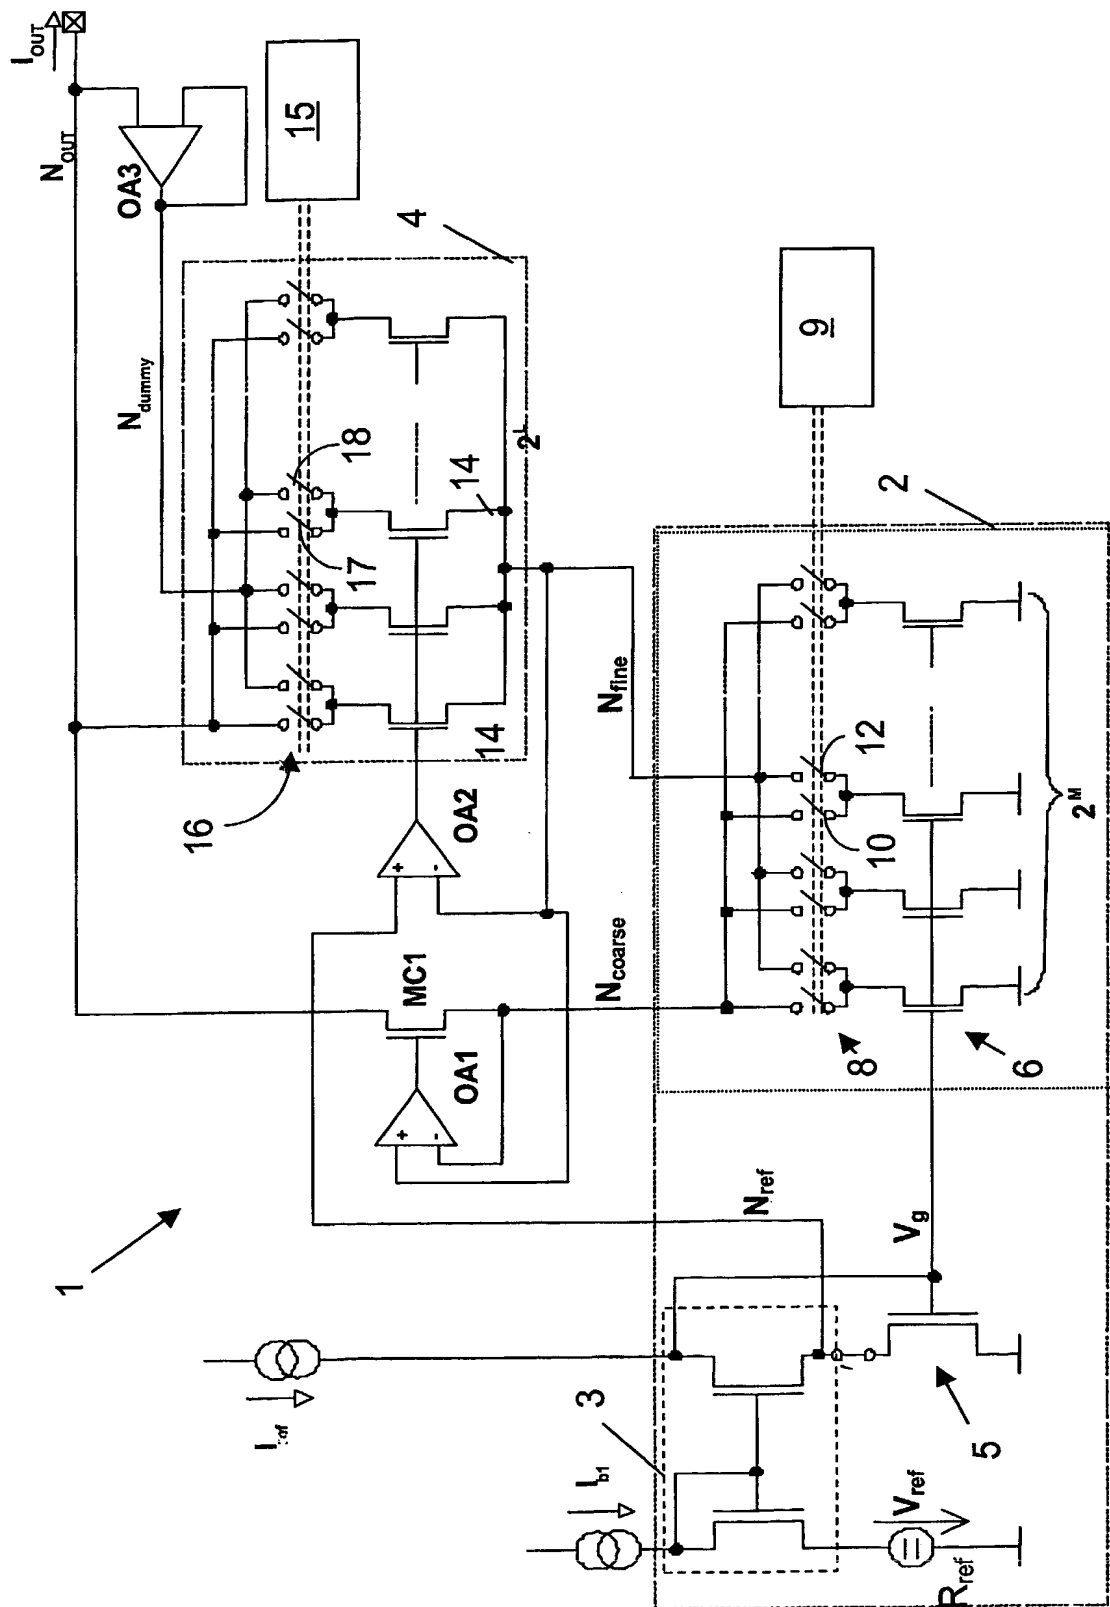 1
I_OUT
N_OUT
OA3
15
N_dummy
4
16
18
17
14
14
2^L
OA2
+
-
MC1
OA1
+
-
N_coarse
N_fine
9
2
12
10
8
6
2^M
N_ref
V_g
3
I_b1
5
V_ref
R_ref